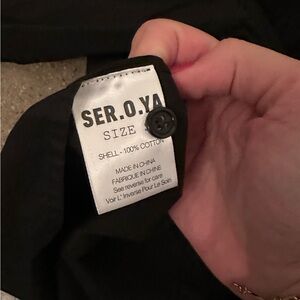 SER.O.YA
SIZE
SHELL - 100% COTTON
MADE IN CHINA
FABRIQUE IN CHINE
See reverse for care
Voir L' Inverse Pour Le Soin